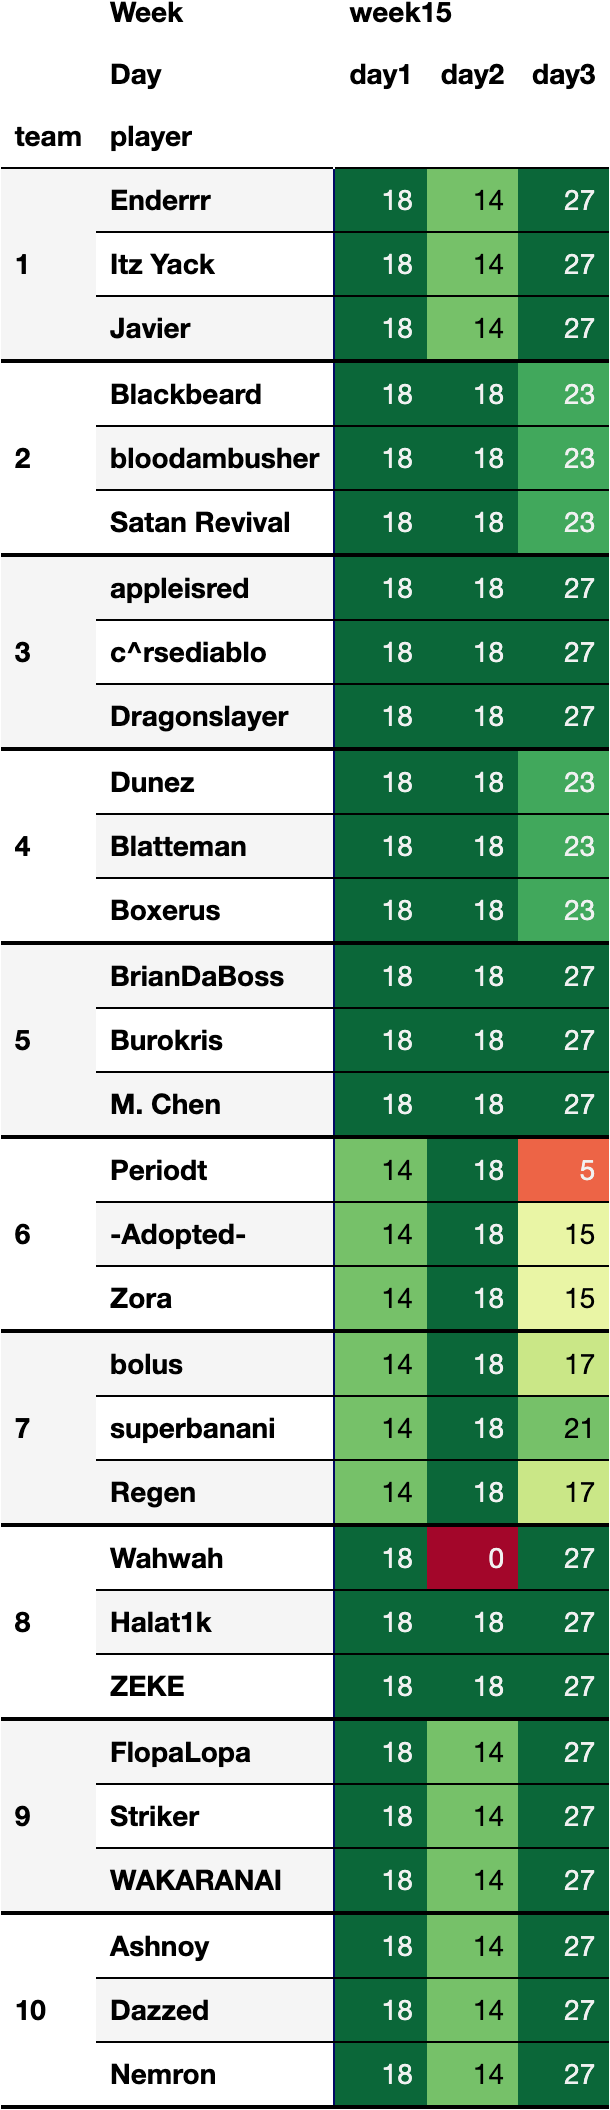 Week week15
Day day1 day2 day3
team player
Enderrr 18 14 27
1 Itz Yack 18 14 27
Javier 18 14 27
Blackbeard 18 18 23
2 bloodambusher 18 18 23
Satan Revival 18 18 23
appleisred 18 18 27
3 c^rsediablo 18 18 27
Dragonslayer 18 18 27
Dunez 18 18 23
4 Blatteman 18 18 23
Boxerus 18 18 23
BrianDaBoss 18 18 27
5 Burokris 18 18 27
M. Chen 18 18 27
Periodt 14 18 5
6 -Adopted- 14 18 15
Zora 14 18 15
bolus 14 18 17
7 superbanani 14 18 21
Regen 14 18 17
Wahwah 18 0 27
8 Halat1k 18 18 27
ZEKE 18 18 27
FlopaLopa 18 14 27
9 Striker 18 14 27
WAKARANAI 18 14 27
Ashnoy 18 14 27
10 Dazzed 18 14 27
Nemron 18 14 27